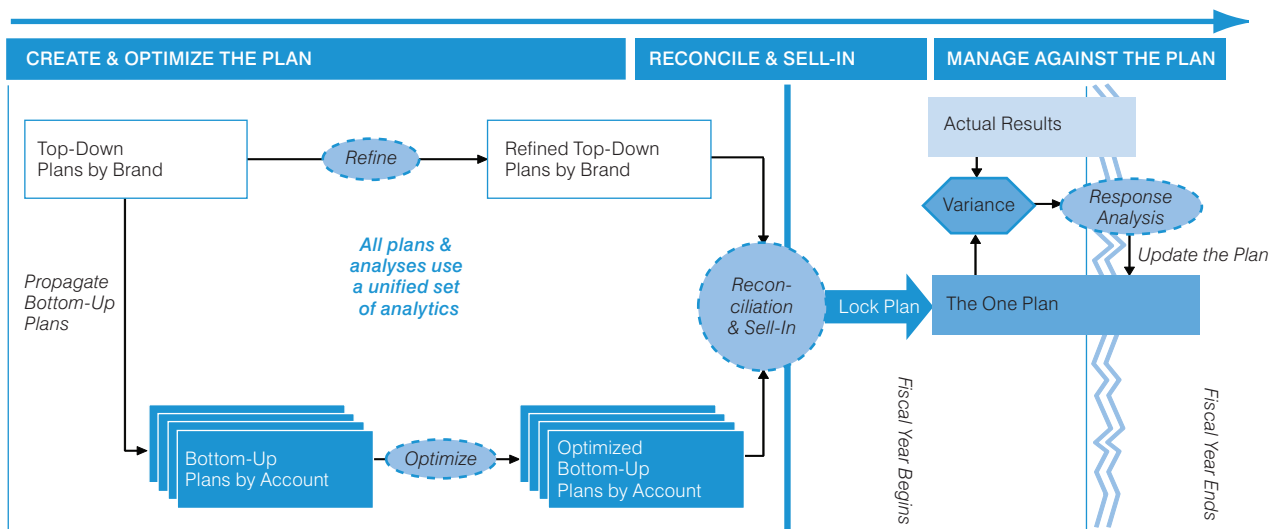 CREATE & OPTIMIZE THE PLAN
RECONCILE & SELL-IN
MANAGE AGAINST THE PLAN
Top-Down
Plans by Brand
Refine
Refined Top-Down
Plans by Brand
Actual Results
Variance
Response
Analysis
Update the Plan
Propagate
Bottom-Up
Plans
All plans &
analyses use
a unified set
of analytics
Recon-
ciliation
& Sell-In
Lock Plan
The One Plan
Bottom-Up
Plans by Account
Optimize
Optimized
Bottom-Up
Plans by Account
Fiscal Year Begins
Fiscal Year Ends